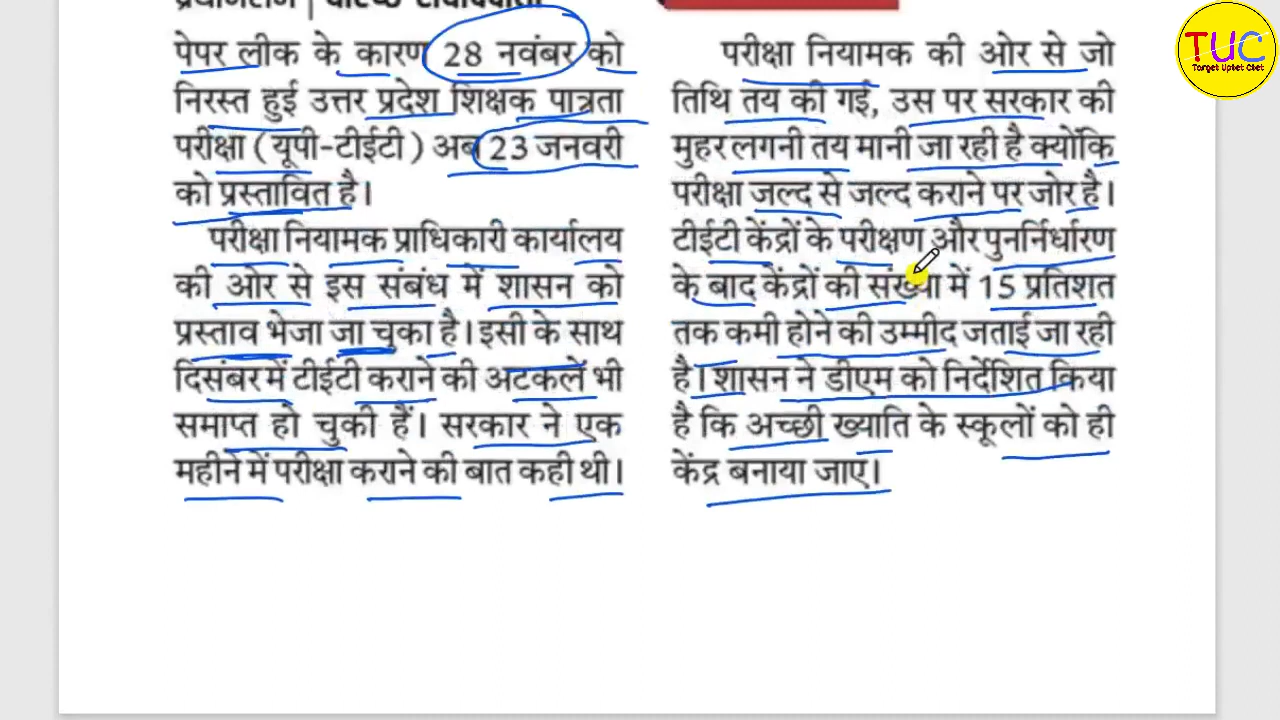 पेपर लीक के कारण 28 नवंबर को
निरस्त हुई उत्तर प्रदेश शिक्षक पात्रता
परीक्षा (यूपी-टीईटी) अब 23 जनवरी
को प्रस्तावित है।
परीक्षा नियामक प्राधिकारी कार्यालय
की ओर से इस संबंध में शासन को
प्रस्ताव भेजा जा चुका है। इसी के साथ
दिसंबर में टीईटी कराने की अटकलें भी
समाप्त हो चुकी हैं। सरकार ने एक
महीने में परीक्षा कराने की बात कही थी।
परीक्षा नियामक की ओर से जो
तिथि तय की गई, उस पर सरकार की
मुहर लगनी तय मानी जा रही है क्योंकि
परीक्षा जल्द से जल्द कराने पर जोर है।
टीईटी केंद्रों के परीक्षण और पुनर्निर्धारण
के बाद केंद्रों की संख्या में 15 प्रतिशत
तक कमी होने की उम्मीद जताई जा रही
है। शासन ने डीएम को निर्देशित किया
है कि अच्छी ख्याति के स्कूलों को ही
केंद्र बनाया जाए।
TUC
Target Uptet Ctet